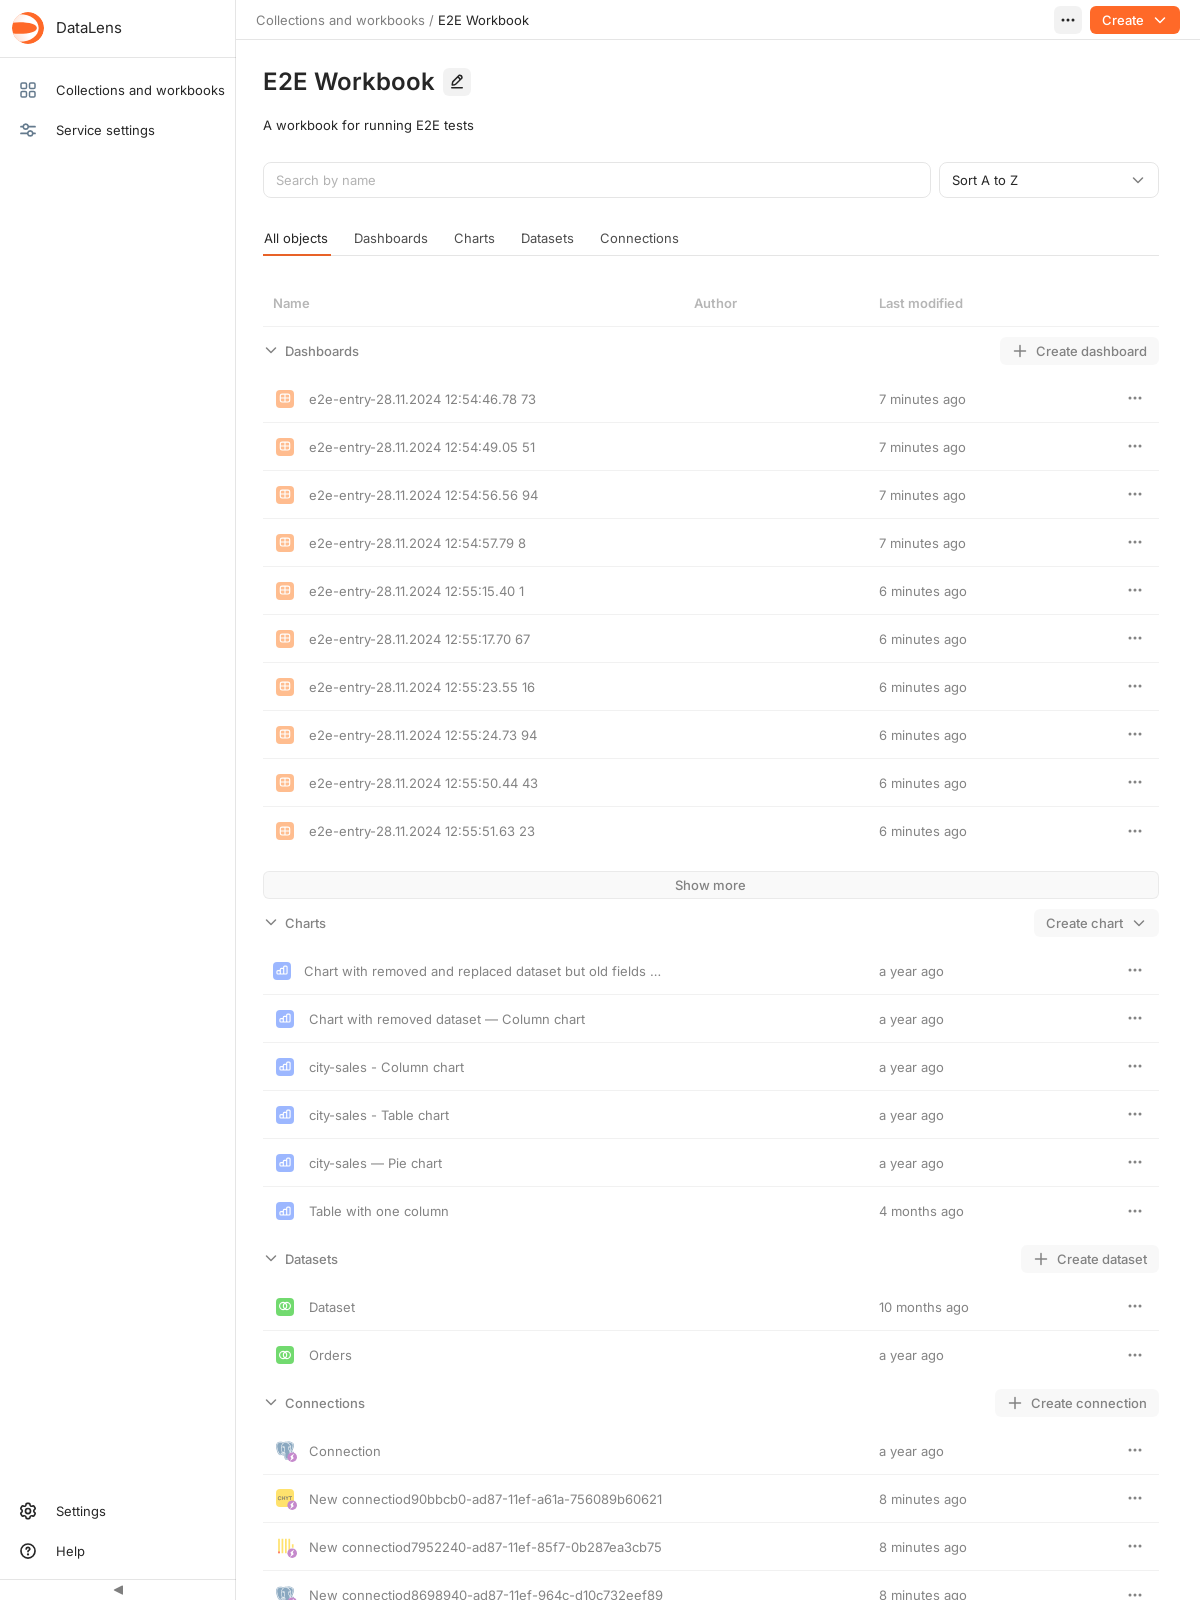 DataLens
Collections and workbooks
Service settings
Settings
Help
Collections and workbooks / E2E Workbook
Create
E2E Workbook
A workbook for running E2E tests
Search by name
Sort A to Z
All objects Dashboards Charts Datasets Connections
Name Author Last modified
Dashboards Create dashboard
e2e-entry-28.11.2024 12:54:46.78 73 7 minutes ago
e2e-entry-28.11.2024 12:54:49.05 51 7 minutes ago
e2e-entry-28.11.2024 12:54:56.56 94 7 minutes ago
e2e-entry-28.11.2024 12:54:57.79 8 7 minutes ago
e2e-entry-28.11.2024 12:55:15.40 1 6 minutes ago
e2e-entry-28.11.2024 12:55:17.70 67 6 minutes ago
e2e-entry-28.11.2024 12:55:23.55 16 6 minutes ago
e2e-entry-28.11.2024 12:55:24.73 94 6 minutes ago
e2e-entry-28.11.2024 12:55:50.44 43 6 minutes ago
e2e-entry-28.11.2024 12:55:51.63 23 6 minutes ago
Show more
Charts Create chart
Chart with removed and replaced dataset but old fields ... a year ago
Chart with removed dataset — Column chart a year ago
city-sales - Column chart a year ago
city-sales - Table chart a year ago
city-sales — Pie chart a year ago
Table with one column 4 months ago
Datasets Create dataset
Dataset 10 months ago
Orders a year ago
Connections Create connection
Connection a year ago
CHYT New connectiod90bbcb0-ad87-11ef-a61a-756089b60621 8 minutes ago
New connectiod7952240-ad87-11ef-85f7-0b287ea3cb75 8 minutes ago
New connectiod8698940-ad87-11ef-964c-d10c732eef89 8 minutes ago